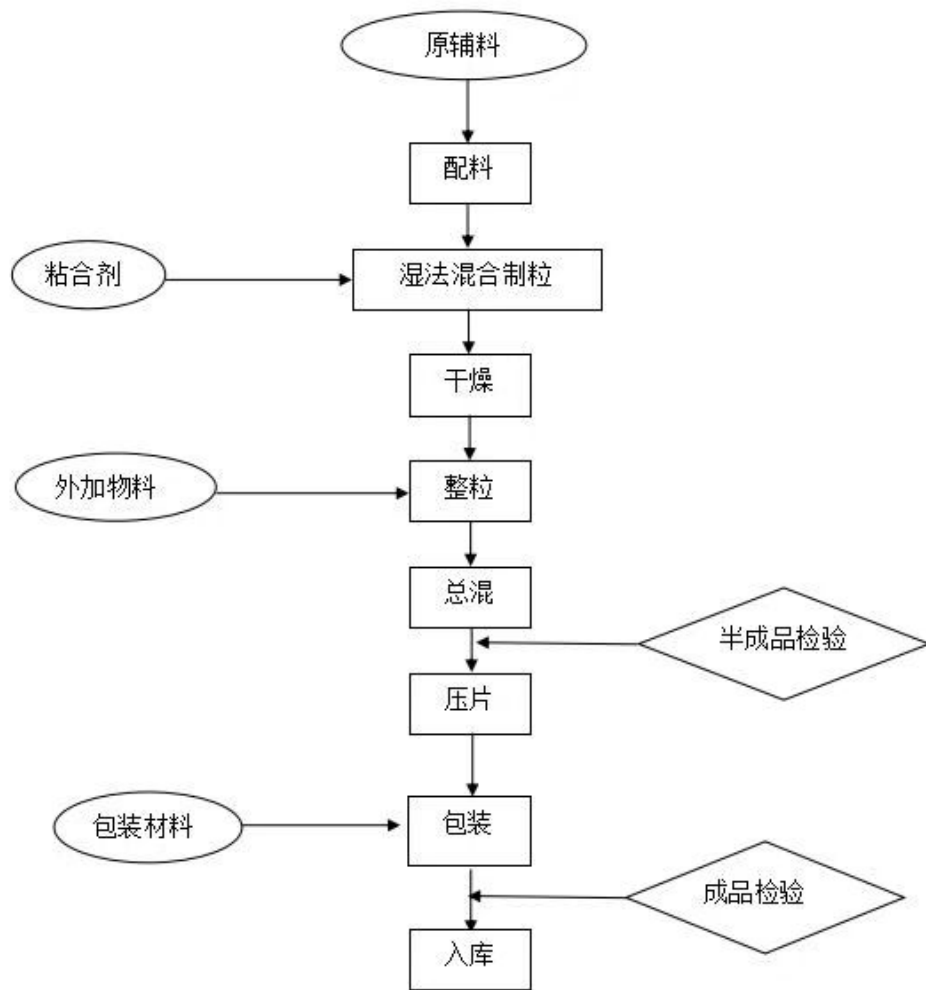 原辅料
配料
粘合剂
湿法混合制粒
干燥
外加物料
整粒
总混
半成品检验
压片
包装材料
包装
成品检验
入库